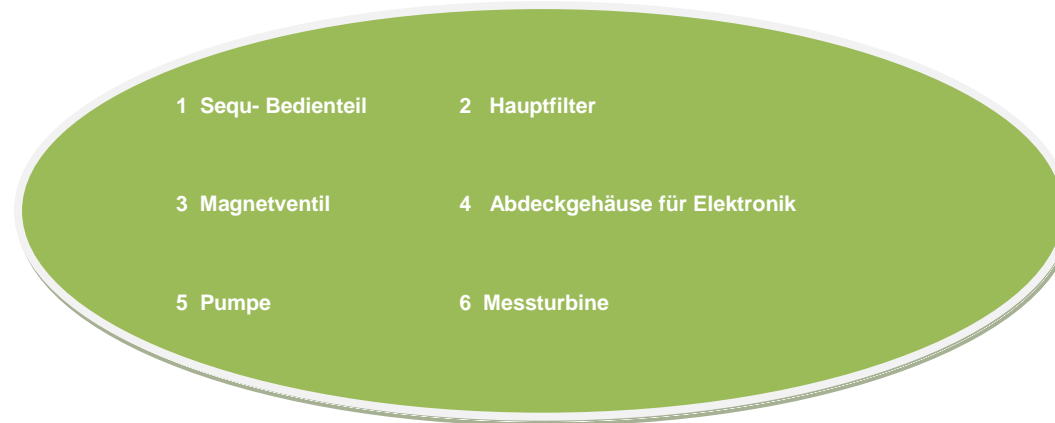 1 Sequ- Bedienteil 2 Hauptfilter
3 Magnetventil 4 Abdeckgehäuse für Elektronik
5 Pumpe 6 Messturbine